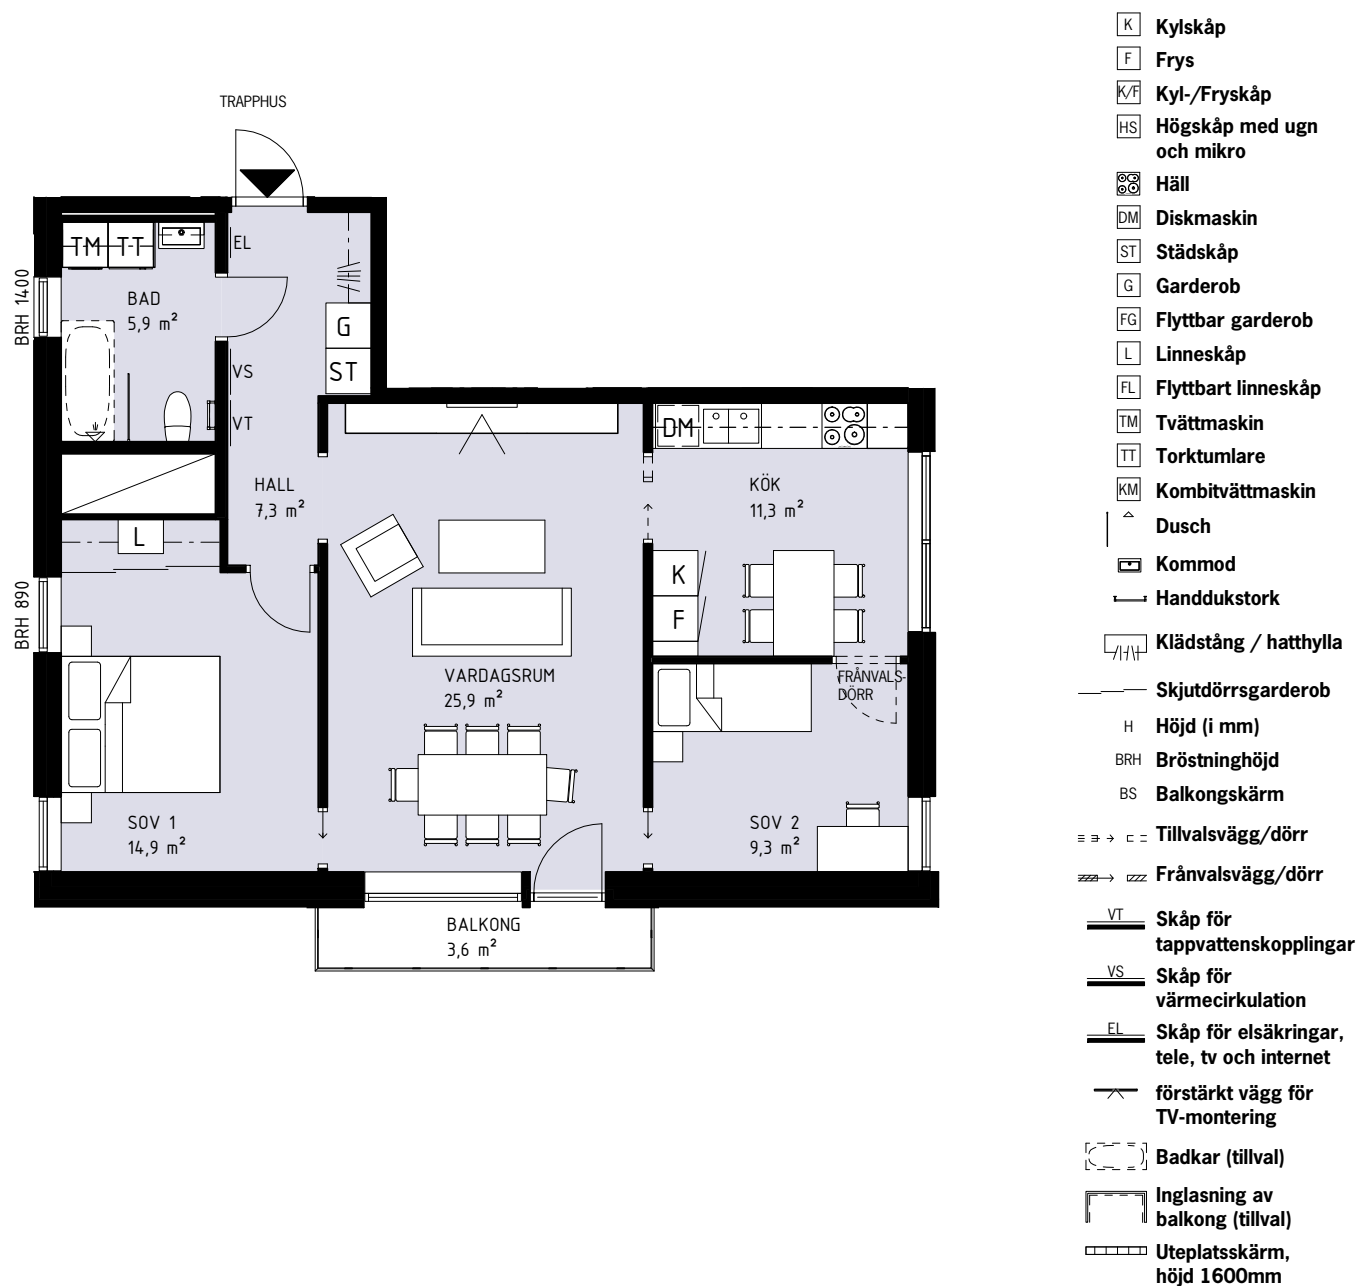 TRAPPHUS
EL
TM
TT
BAD
5,9 m²
BRH 1400
G
ST
VS
VT
DM
HALL
7,3 m²
KÖK
11,3 m²
L
K
F
BRH 890
VARDAGSRUM
25,9 m²
FRÅNVALS-
DÖRR
SOV 1
14,9 m²
SOV 2
9,3 m²
BALKONG
3,6 m²
K Kylskåp
F Frys
K/F Kyl-/Fryskåp
HS Högskåp med ugn
och mikro
Häll
DM Diskmaskin
ST Städskåp
G Garderob
FG Flyttbar garderob
L Linneskåp
FL Flyttbart linneskåp
TM Tvättmaskin
TT Torktumlare
KM Kombitvättmaskin
Dusch
Kommod
Handdukstork
Klädstång / hatthylla
Skjutdörrsgarderob
H Höjd (i mm)
BRH Bröstninghöjd
BS Balkongskärm
Tillvalsvägg/dörr
Frånvalsvägg/dörr
VT Skåp för
tappvattenskopplingar
VS Skåp för
värmecirkulation
EL Skåp för elsäkringar,
tele, tv och internet
förstärkt vägg för
TV-montering
Badkar (tillval)
Inglasning av
balkong (tillval)
Uteplatsskärm,
höjd 1600mm